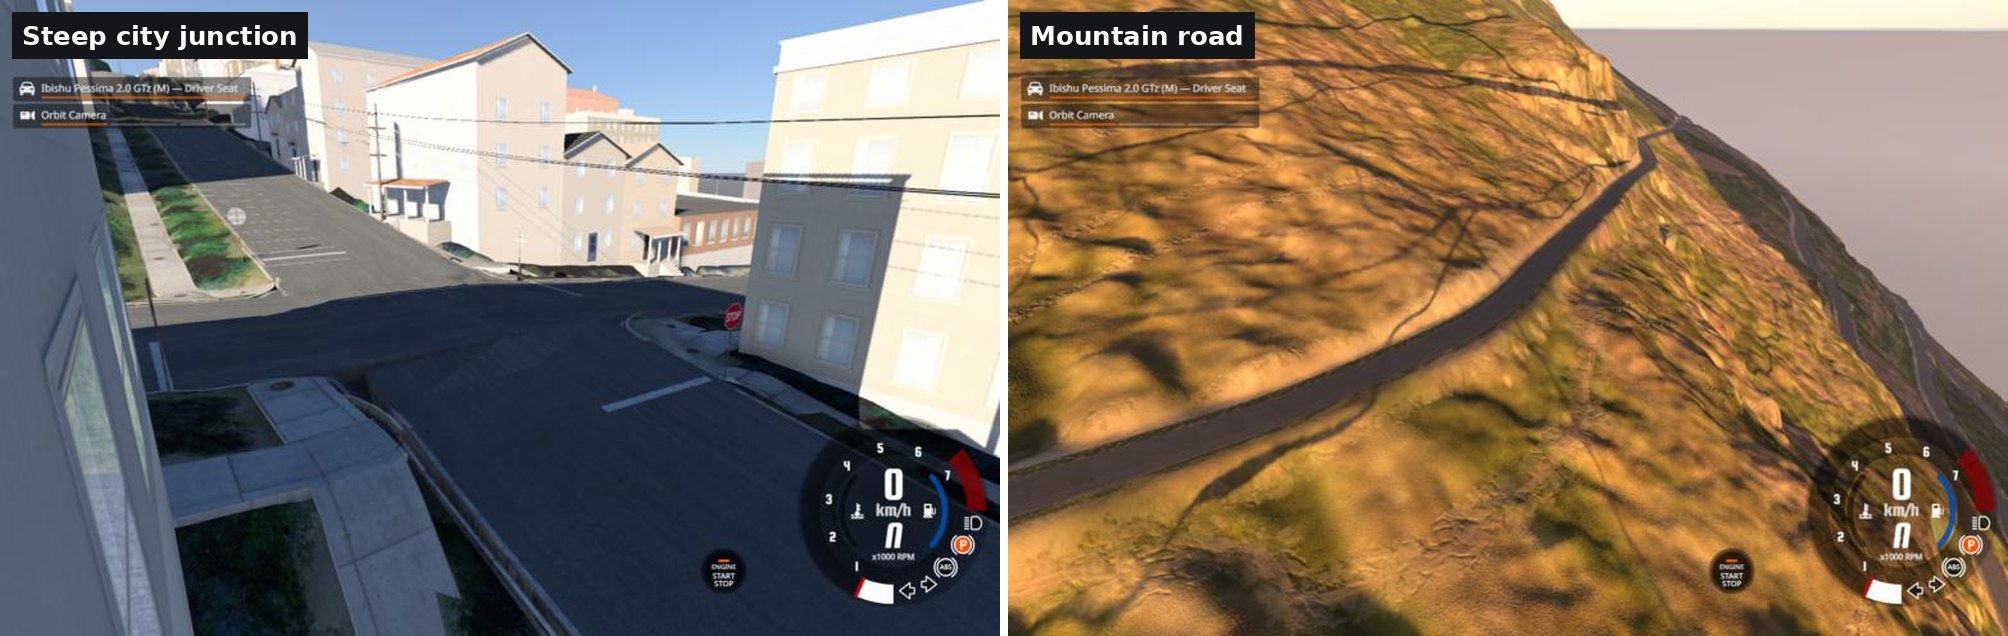 Steep city junction
Ibishu Pessima 2.0 GTz (M) — Driver Seat
Orbit Camera
STOP
5
4
6
3
7
2
1
0
km/h
n
x1000 RPM
P
ABS
ENGINE
START
STOP
Mountain road
Ibishu Pessima 2.0 GTz (M) — Driver Seat
Orbit Camera
5
4
6
3
7
2
1
0
km/h
n
x1000 RPM
P
ABS
ENGINE
START
STOP